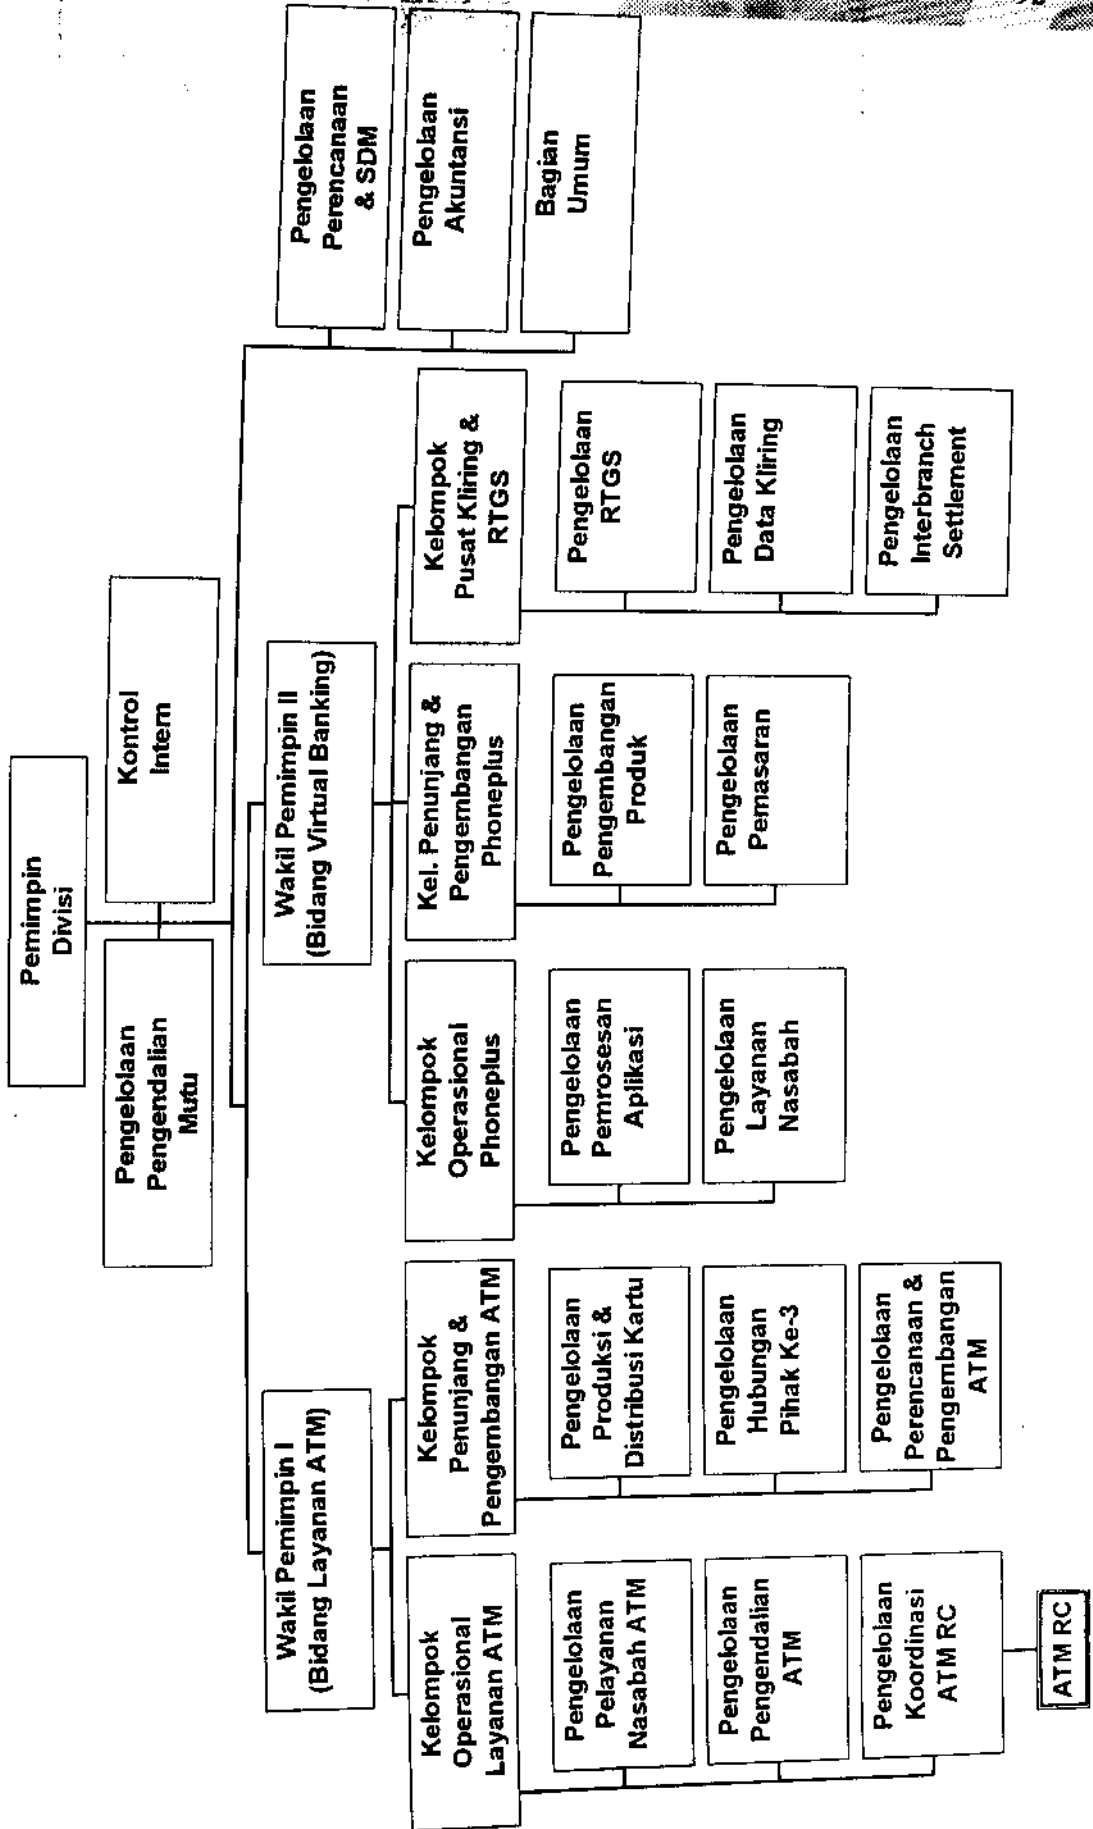 Pemimpin
Divisi
Pengelolaan
Pengendalian
Mutu
Kontrol
Intern
Wakil Pemimpin I
(Bidang Layanan ATM)
Wakil Pemimpin II
(Bidang Virtual Banking)
Pengelolaan
Perencanaan
& SDM
Pengelolaan
Akuntansi
Bagian
Umum
Kelompok
Operasional
Layanan ATM
Kelompok
Penunjang &
Pengembangan ATM
Kelompok
Operasional
Phoneplus
Kel. Penunjang &
Pengembangan
Phoneplus
Kelompok
Pusat Kliring &
RTGS
Pengelolaan
Pelayanan
Nasabah ATM
Pengelolaan
Pengendalian
ATM
Pengelolaan
Koordinasi
ATM RC
ATM RC
Pengelolaan
Produksi &
Distribusi Kartu
Pengelolaan
Hubungan
Pihak Ke-3
Pengelolaan
Perencanaan &
Pengembangan
ATM
Pengelolaan
Pemrosesan
Aplikasi
Pengelolaan
Layanan
Nasabah
Pengelolaan
Pengembangan
Produk
Pengelolaan
Pemasaran
Pengelolaan
RTGS
Pengelolaan
Data Kliring
Pengelolaan
Interbranch
Settlement